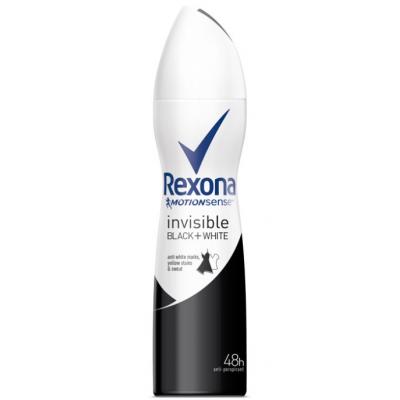 Rexona
MOTIONsense
invisible
BLACK+WHITE
anti white marks,
yellow stains
& sweat
48h
anti-perspirant